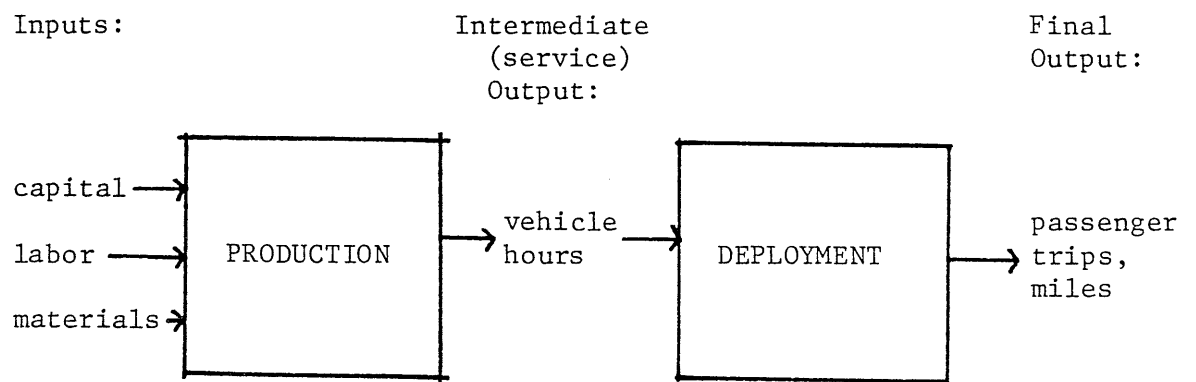 Inputs:
Intermediate
(service)
Output:
Final
Output:
capital
labor
materials
PRODUCTION
vehicle
hours
DEPLOYMENT
passenger
trips,
miles